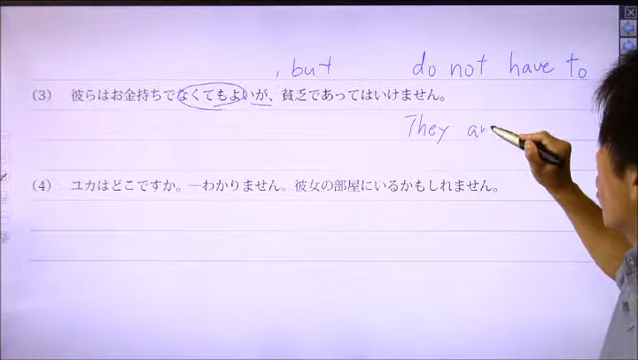 , but do not have to
(3) 彼らはお金持ちでなくてもよいが、貧乏であってはいけません。
They ar
(4) ユカはどこですか。―わかりません。彼女の部屋にいるかもしれません。